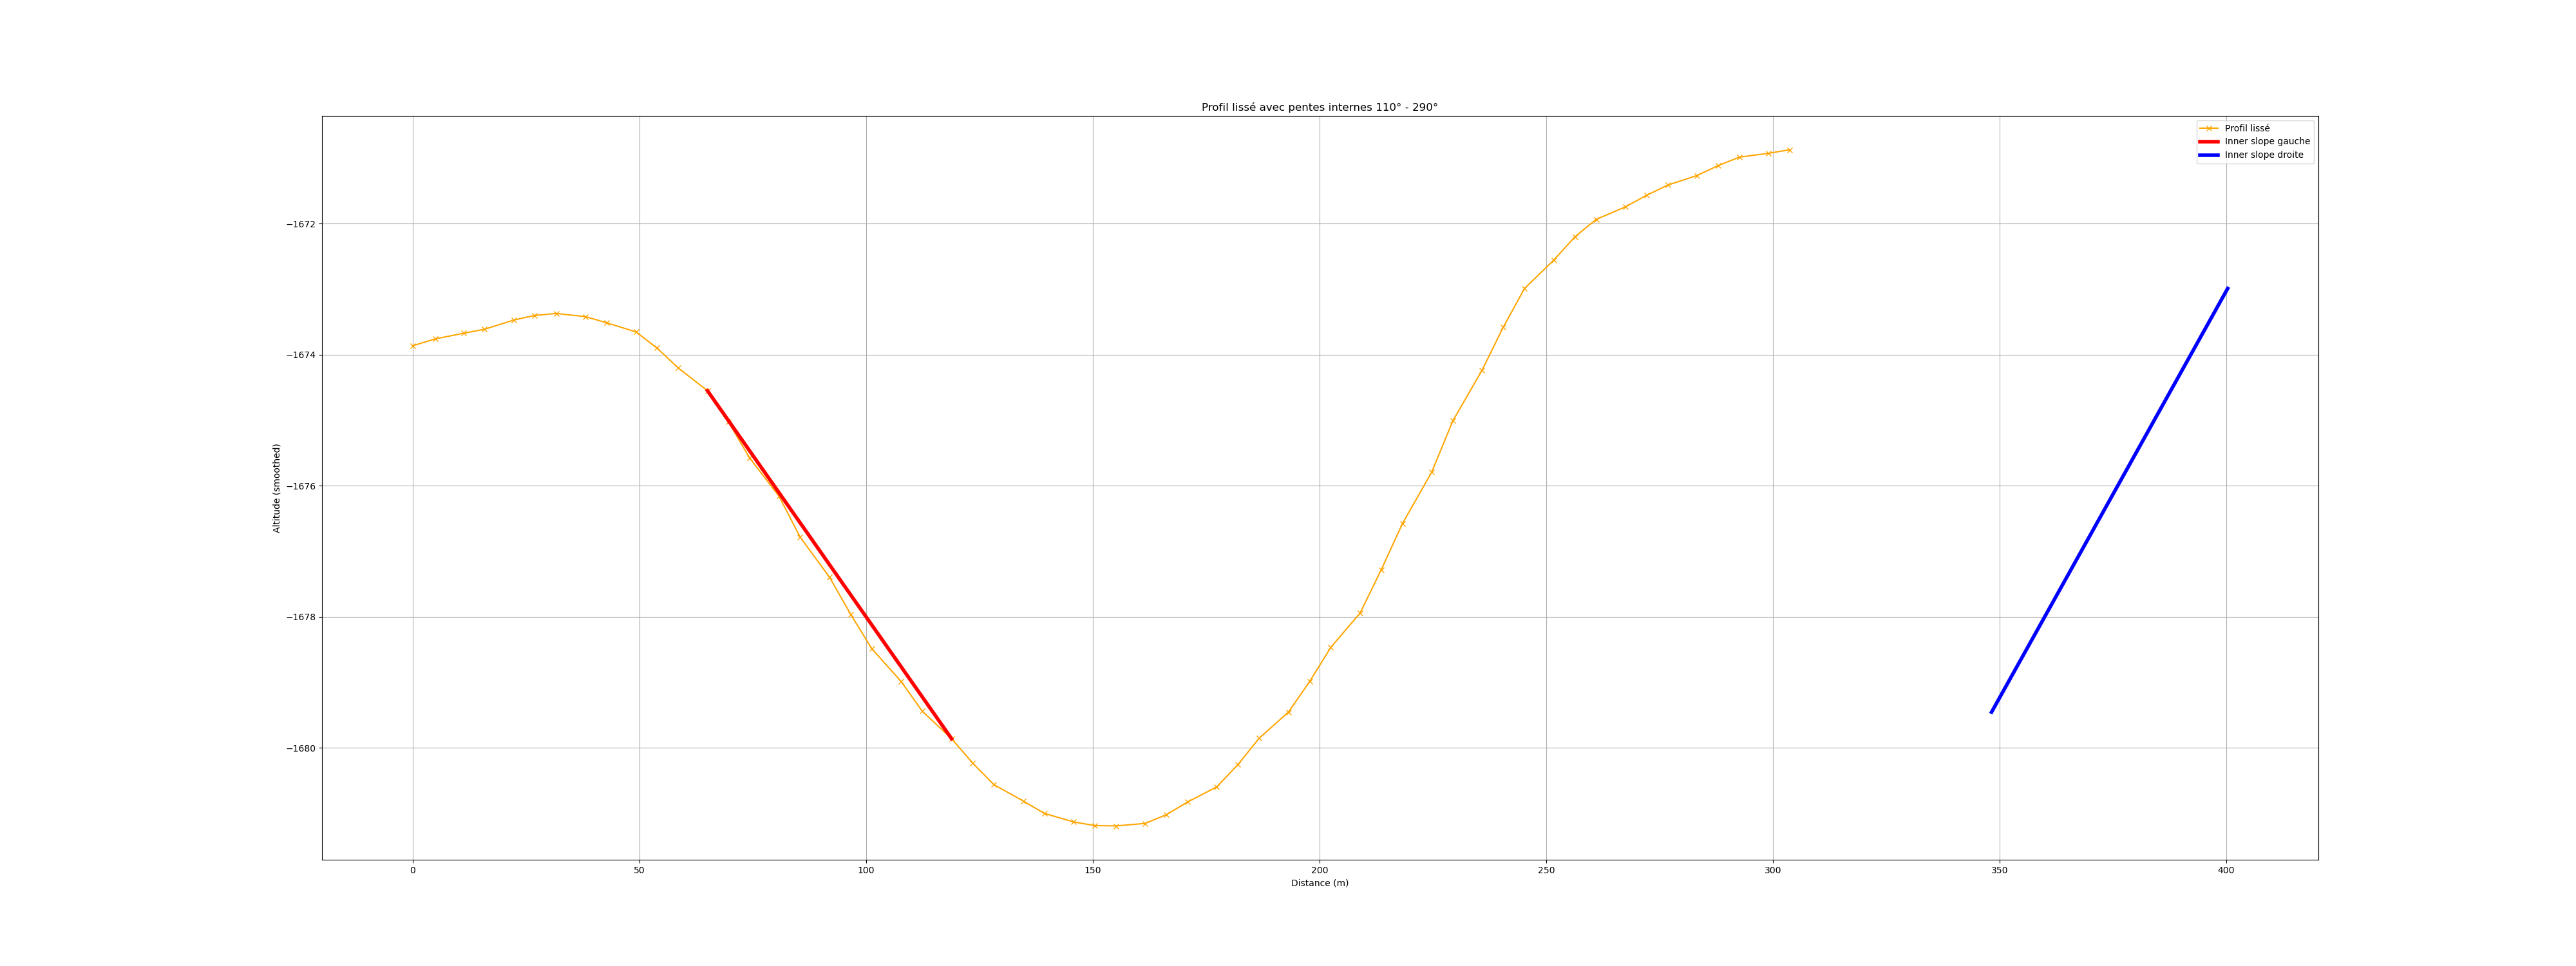 Profil lissé avec pentes internes 110° - 290°
Profil lissé
Inner slope gauche
Inner slope droite
Altitude (smoothed)
−1672
−1674
−1676
−1678
−1680
0 50 100 150 200 250 300 350 400
Distance (m)